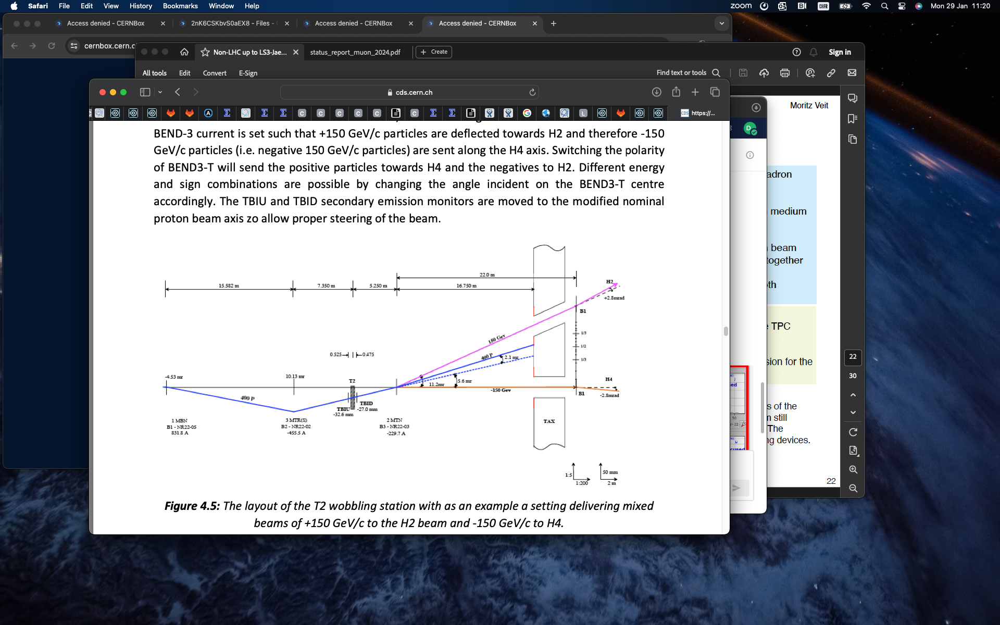 Safari File Edit View History Bookmarks Window Help
zoom
CHFR
Mon 29 Jan 11:20
Access denied - CERNBox
2nK6CSKbvS0aEX8 - Files -
Access denied - CERNBox
Access denied - CERNBox
cernbox.cern.c
Non-LHC up to LS3-Jae...
status_report_muon_2024.pdf
Create
Sign in
All tools Edit Convert E-Sign
Find text or tools
cds.cern.ch
https://...
BEND-3 current is set such that +150 GeV/c particles are deflected towards H2 and therefore -150
GeV/c particles (i.e. negative 150 GeV/c particles) are sent along the H4 axis. Switching the polarity
of BEND3-T will send the positive particles towards H4 and the negatives to H2. Different energy
and sign combinations are possible by changing the angle incident on the BEND3-T centre
accordingly. The TBIU and TBID secondary emission monitors are moved to the modified nominal
proton beam axis zo allow proper steering of the beam.
22.0 m
15.582 m
7.350 m
5.250 m
16.750 m
H2
+2.8mrad
B1
1/3
1/2
1/3
150 Gev
400 P
2.1 mr
0.525
0.475
-4.53 mr
10.13 mr
T2
11.2mr
5.6 mr
H4
-150 Gev
B1
-2.8mrad
400 P
TBIU
-32.6 mm
TBID
-27.0 mm
1 MBN
B1 - NR22-05
831.8 A
3 MTR(S)
B2 - NR22-02
-455.5 A
2 MTN
B3 - NR22-03
-229.7 A
TAX
1:5
1:200
50 mm
2 m
Figure 4.5: The layout of the T2 wobbling station with as an example a setting delivering mixed
beams of +150 GeV/c to the H2 beam and -150 GeV/c to H4.
Moritz Veit
D
adron
medium
beam
together
th
TPC
sion for the
s of the
n still
The
ng devices.
22
22
30